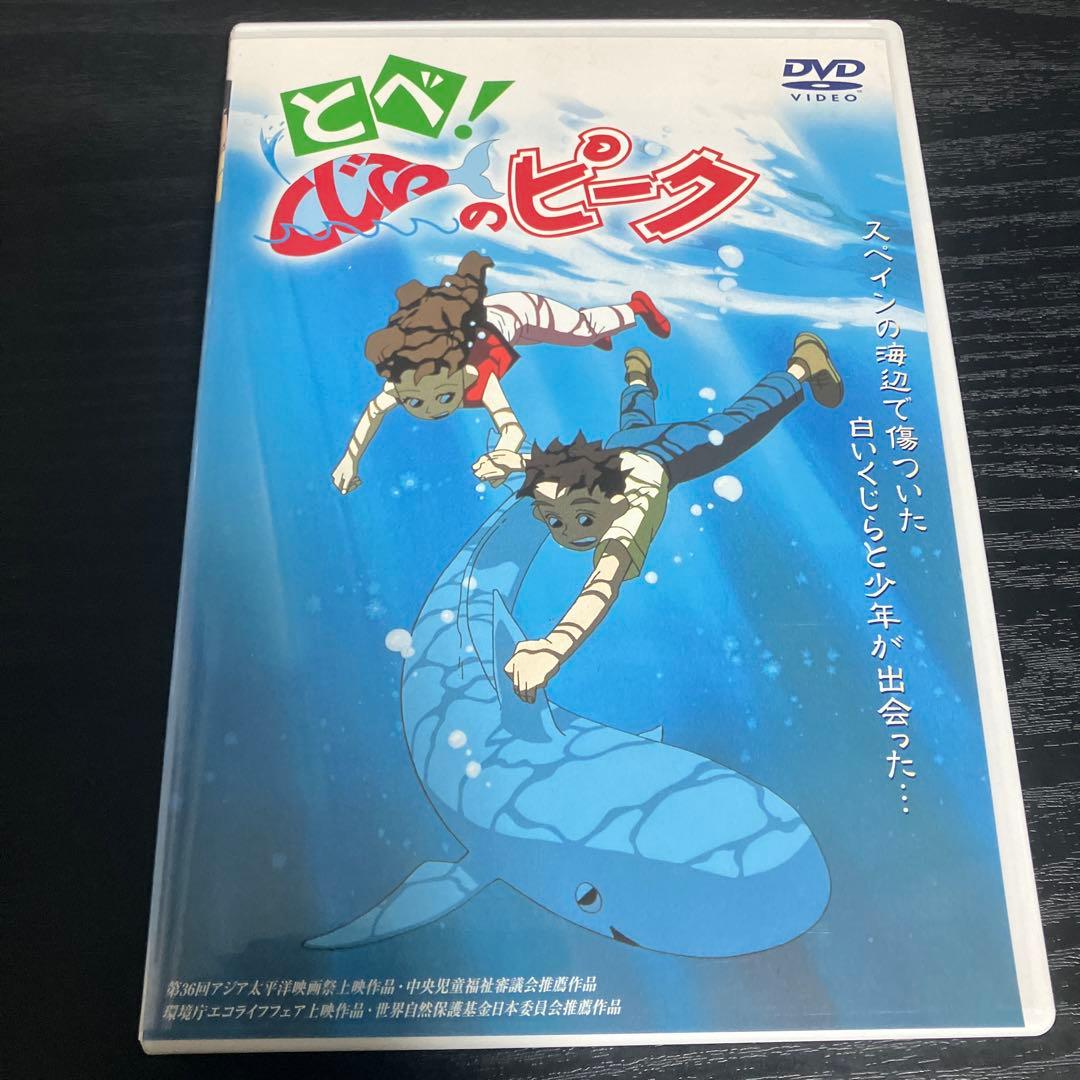 とべ!
くじらのピーク
DVD
VIDEO
スペインの海辺で傷ついた
白いくじらと少年が出会った…
第36回アジア太平洋映画祭上映作品・中央児童福祉審議会推薦作品
環境庁エコライフフェア上映作品・世界自然保護基金日本委員会推薦作品